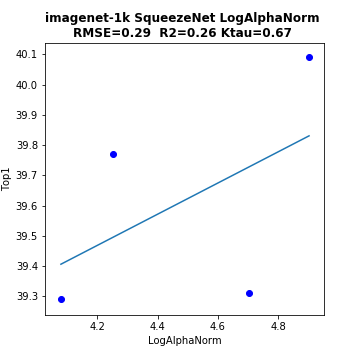 imagenet-1k SqueezeNet LogAlphaNorm
RMSE=0.29 R2=0.26 Ktau=0.67
40.1
40.0
39.9
39.8
39.7
39.6
39.5
39.4
39.3
Top1
4.2 4.4 4.6 4.8
LogAlphaNorm